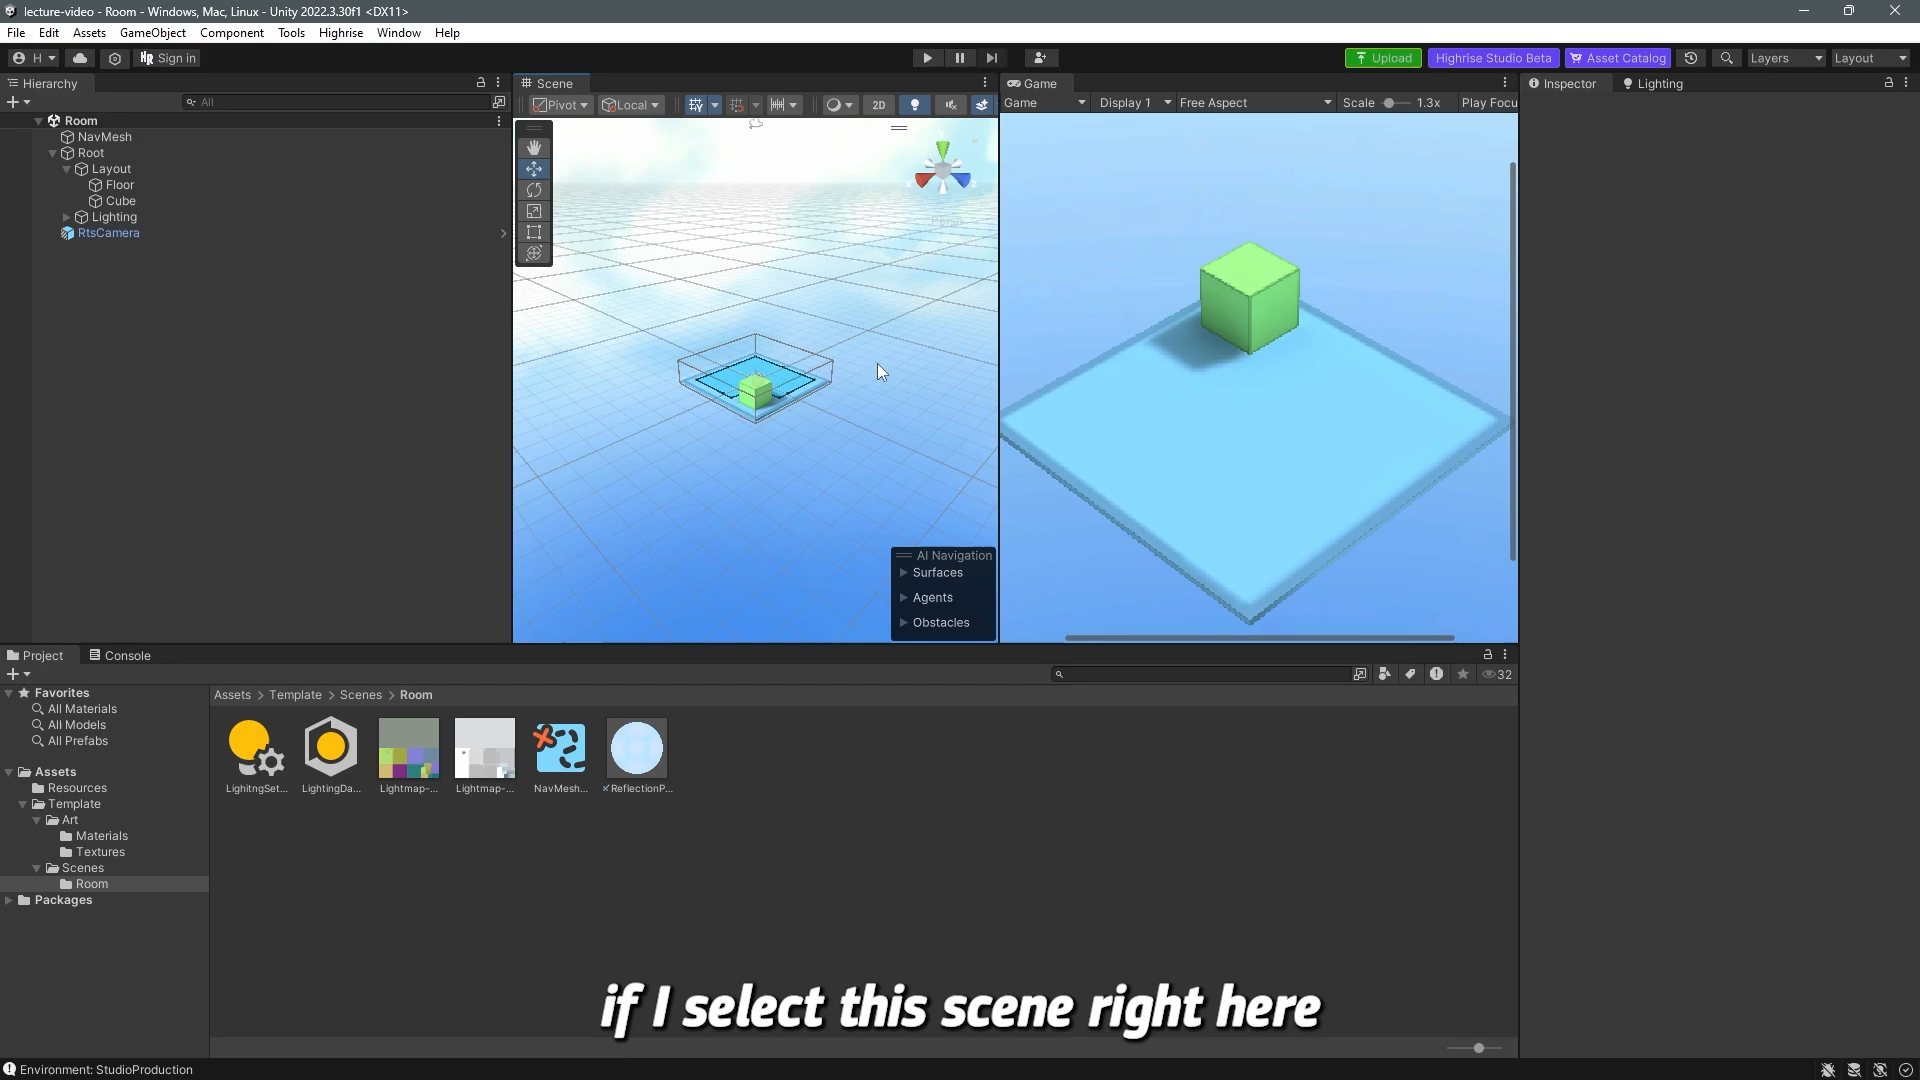 lecture-video - Room - Windows, Mac, Linux - Unity 2022.3.30f1 <DX11>
File Edit Assets GameObject Component Tools Highrise Window Help
H Sign in Upload Highrise Studio Beta Asset Catalog Layers Layout
Hierarchy
All
Room
NavMesh
Root
Layout
Floor
Cube
Lighting
RtsCamera
Scene
Pivot Local 2D
Persp
AI Navigation
Surfaces
Agents
Obstacles
Game
Game Display 1 Free Aspect Scale 1.3x Play Focu
Inspector Lighting
Project Console
32
Favorites
All Materials
All Models
All Prefabs
Assets
Resources
Template
Art
Materials
Textures
Scenes
Room
Packages
Assets > Template > Scenes > Room
LighitngSet... LightingDa... Lightmap-... Lightmap-... NavMesh... ReflectionP...
if I select this scene right here
Environment: StudioProduction